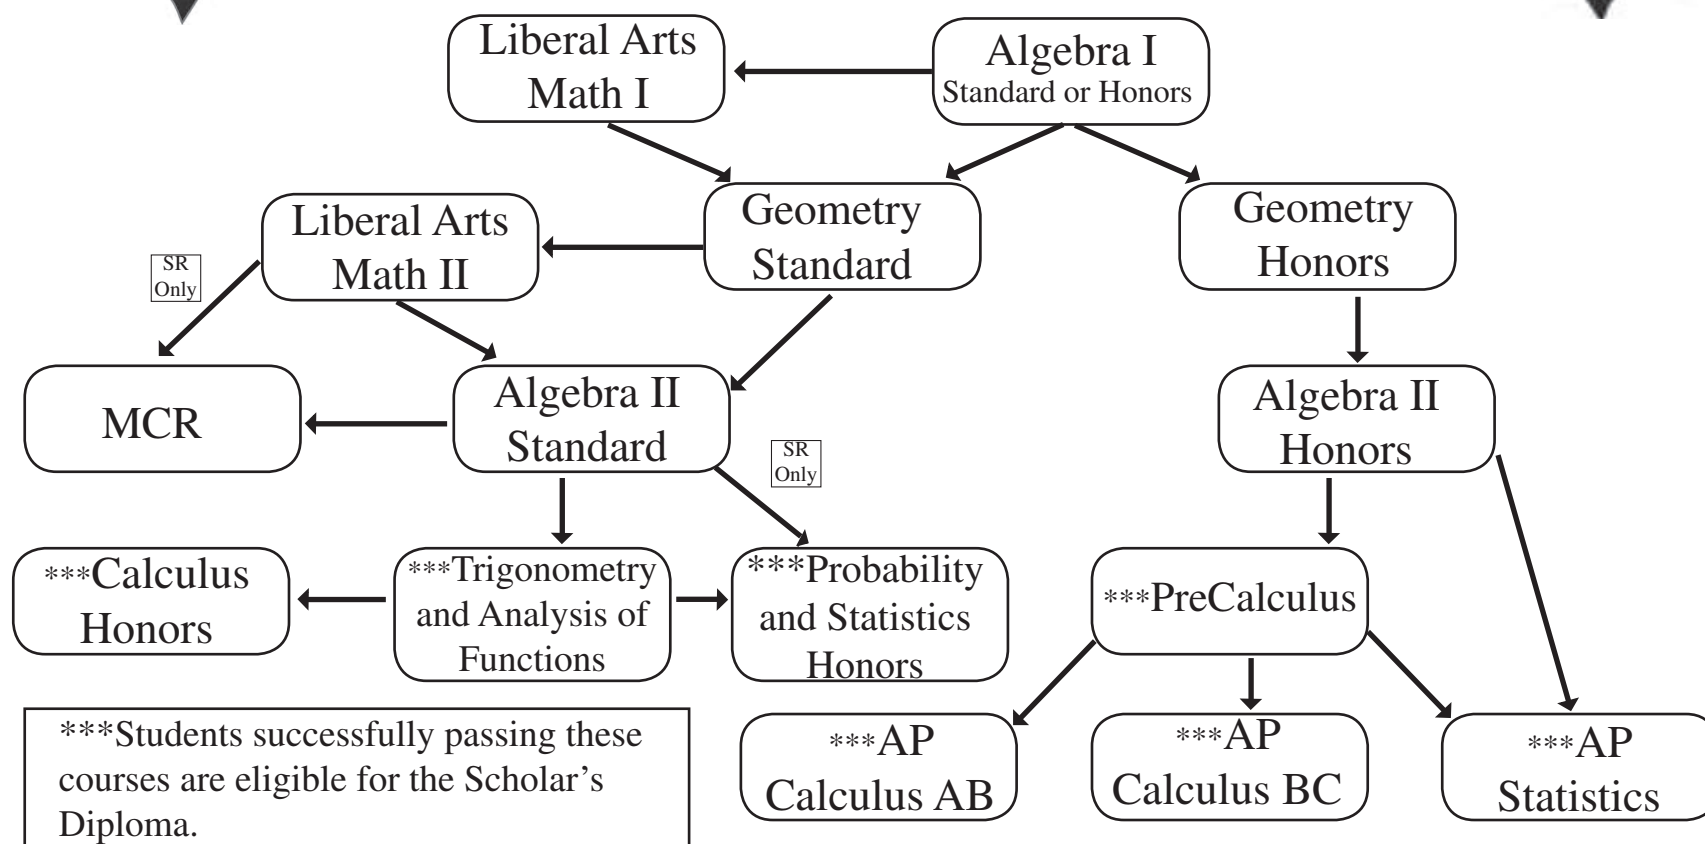 Liberal Arts
Math I
Algebra I
Standard or Honors
Liberal Arts
Math II
Geometry
Standard
Geometry
Honors
SR
Only
MCR
Algebra II
Standard
SR
Only
Algebra II
Honors
***Calculus
Honors
***Trigonometry
and Analysis of
Functions
***Probability
and Statistics
Honors
***PreCalculus
***AP
Calculus AB
***AP
Calculus BC
***AP
Statistics
***Students successfully passing these
courses are eligible for the Scholar’s
Diploma.